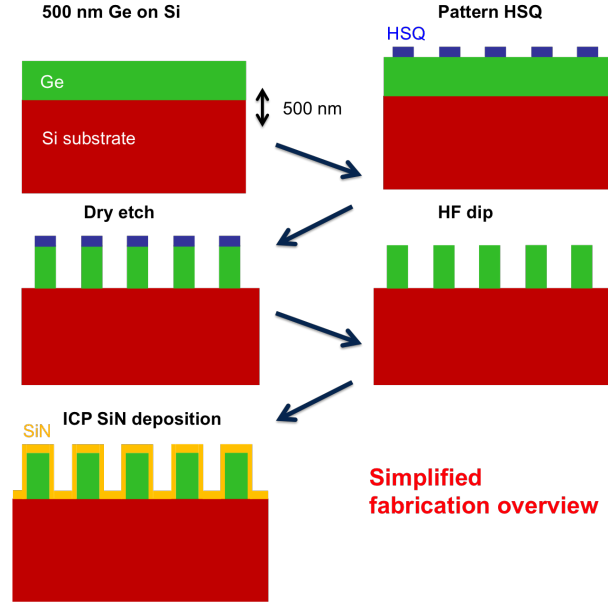 500 nm Ge on Si
Pattern HSQ
HSQ
Ge
500 nm
Si substrate
Dry etch
HF dip
ICP SiN deposition
SiN
Simplified
fabrication overview